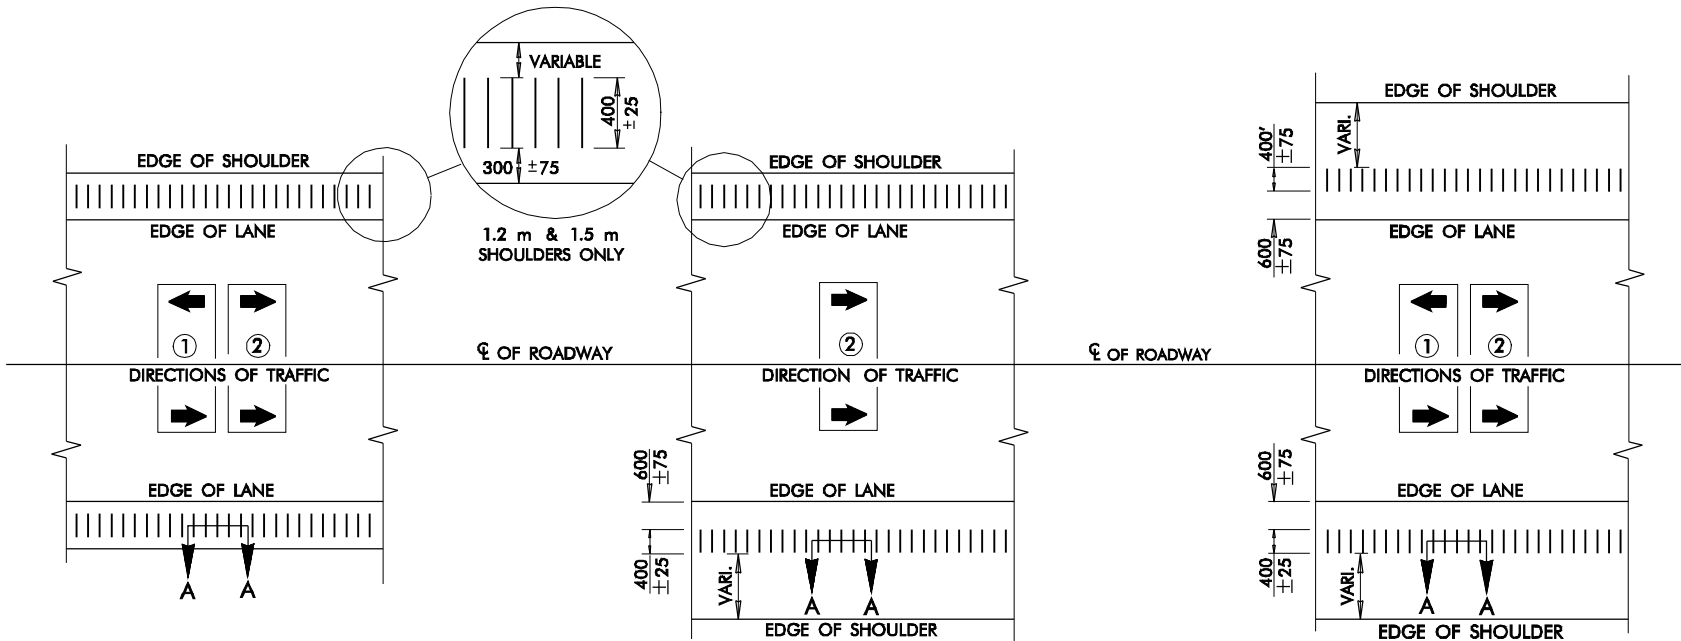 VARIABLE
400
±25
300 ±75
1.2 m & 1.5 m
SHOULDERS ONLY
EDGE OF SHOULDER
EDGE OF LANE
1
2
DIRECTIONS OF TRAFFIC
EDGE OF LANE
A A
℄ OF ROADWAY
EDGE OF SHOULDER
EDGE OF LANE
2
DIRECTION OF TRAFFIC
600
±75
EDGE OF LANE
400
±25
VARI.
A A
EDGE OF SHOULDER
℄ OF ROADWAY
EDGE OF SHOULDER
VARI.
400'
±75
EDGE OF LANE
600
±75
1
2
DIRECTIONS OF TRAFFIC
600
±75
EDGE OF LANE
400
±25
VARI.
A A
EDGE OF SHOULDER